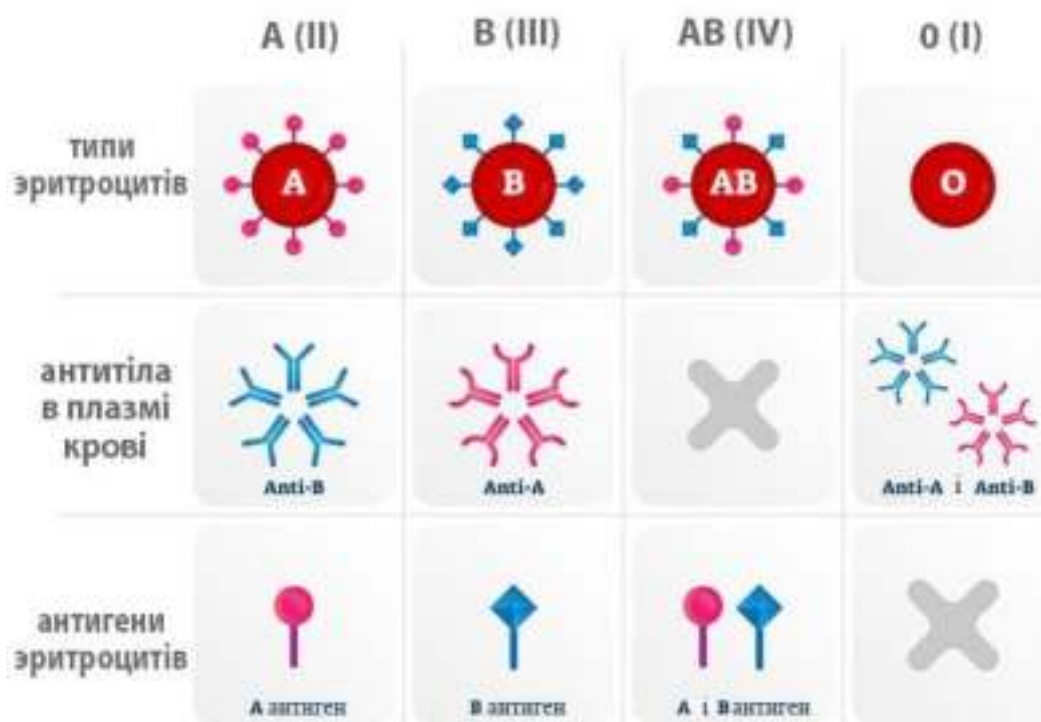 A (II)
B (III)
AB (IV)
0 (I)
типи
эритроцитів
A
B
AB
O
антитіла
в плазмі
крові
Anti-B
Anti-A
Anti-A і Anti-B
антигени
эритроцитів
A антиген
B антиген
A і B антиген